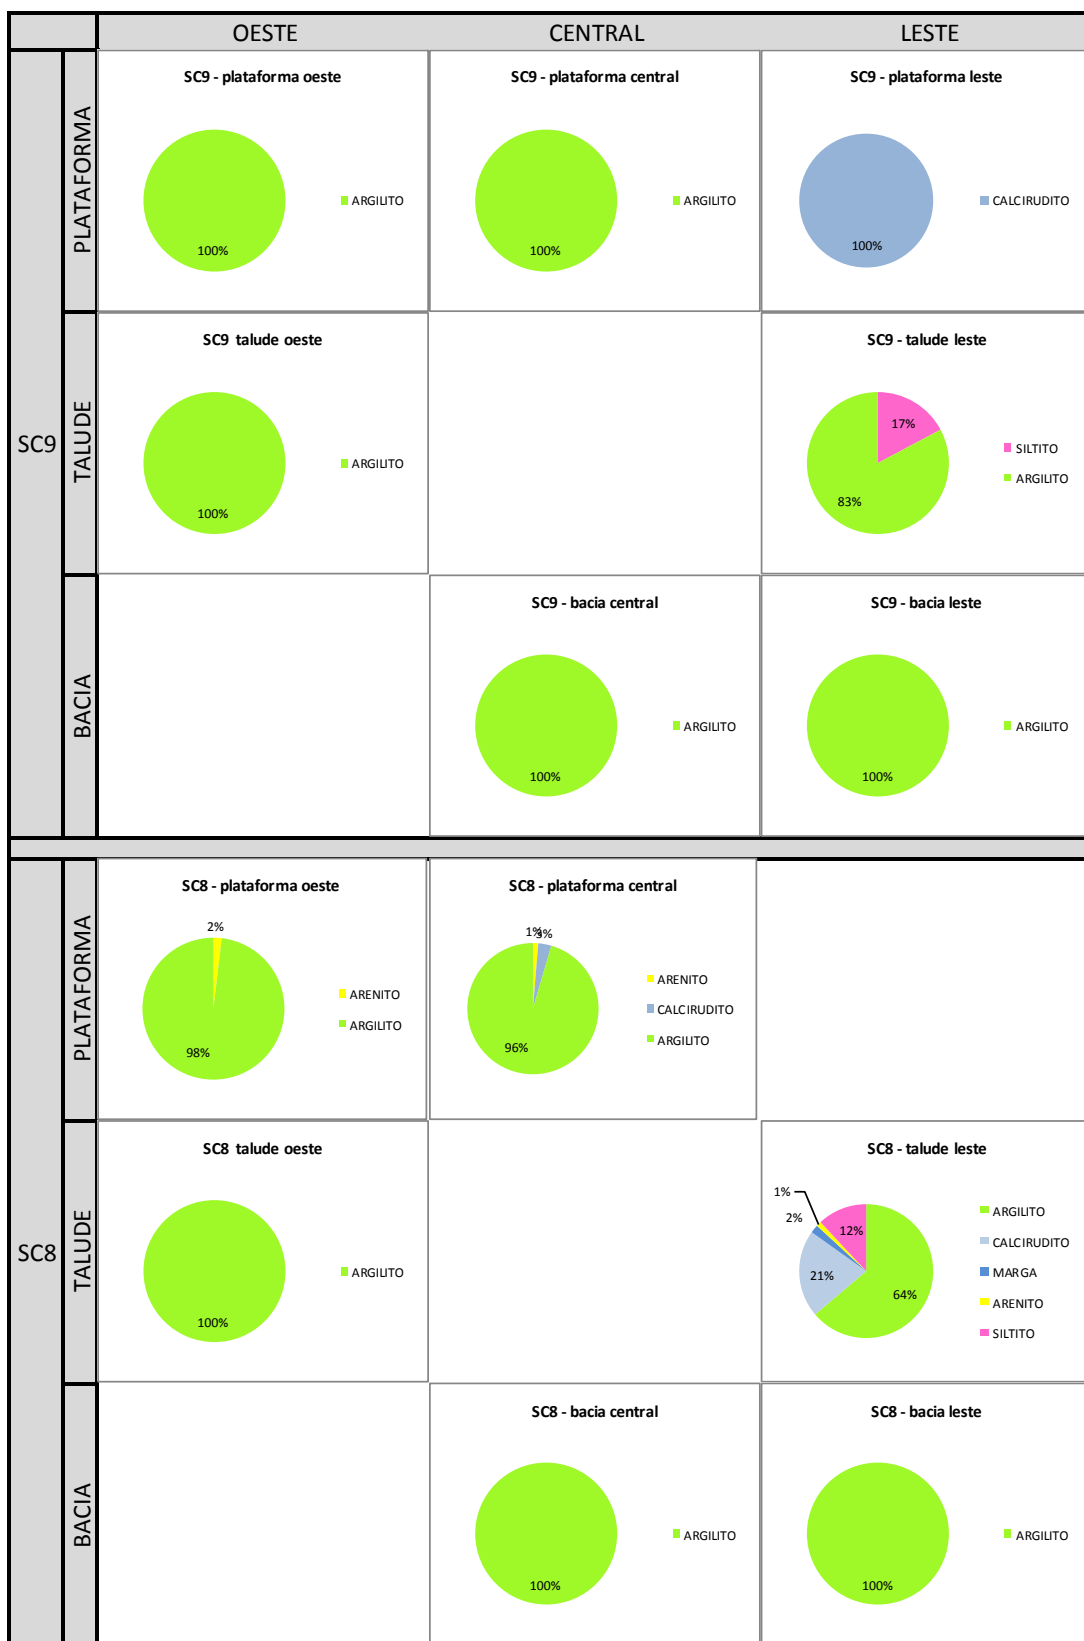 OESTE CENTRAL LESTE
SC9
PLATAFORMA
SC9 - plataforma oeste
100%
ARGILITO
SC9 - plataforma central
100%
ARGILITO
SC9 - plataforma leste
100%
CALCIRUDITO
TALUDE
SC9 talude oeste
100%
ARGILITO
SC9 - talude leste
17%
83%
SILTITO
ARGILITO
BACIA
SC9 - bacia central
100%
ARGILITO
SC9 - bacia leste
100%
ARGILITO
SC8
PLATAFORMA
SC8 - plataforma oeste
2%
98%
ARENITO
ARGILITO
SC8 - plataforma central
1%
3%
96%
ARENITO
CALCIRUDITO
ARGILITO
TALUDE
SC8 talude oeste
100%
ARGILITO
SC8 - talude leste
1%
2%
12%
21%
64%
ARGILITO
CALCIRUDITO
MARGA
ARENITO
SILTITO
BACIA
SC8 - bacia central
100%
ARGILITO
SC8 - bacia leste
100%
ARGILITO